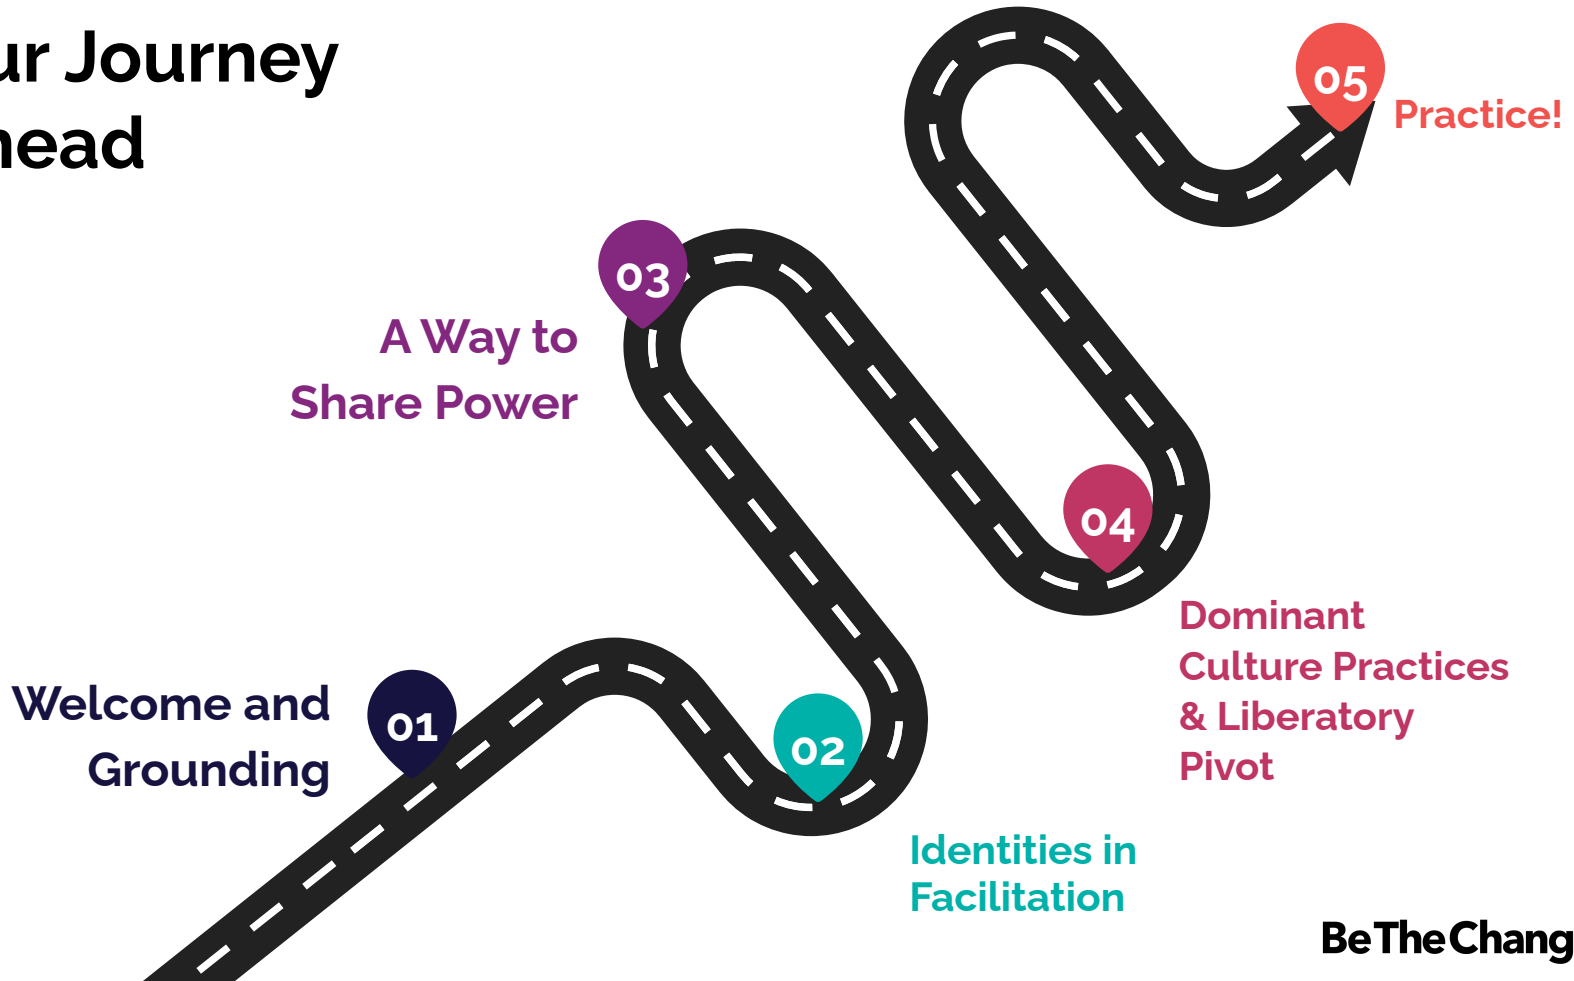 ur Journey
head
05
Practice!
03
A Way to
Share Power
04
Dominant
Culture Practices
& Liberatory
Pivot
01
Welcome and
Grounding
02
Identities in
Facilitation
BeTheChang